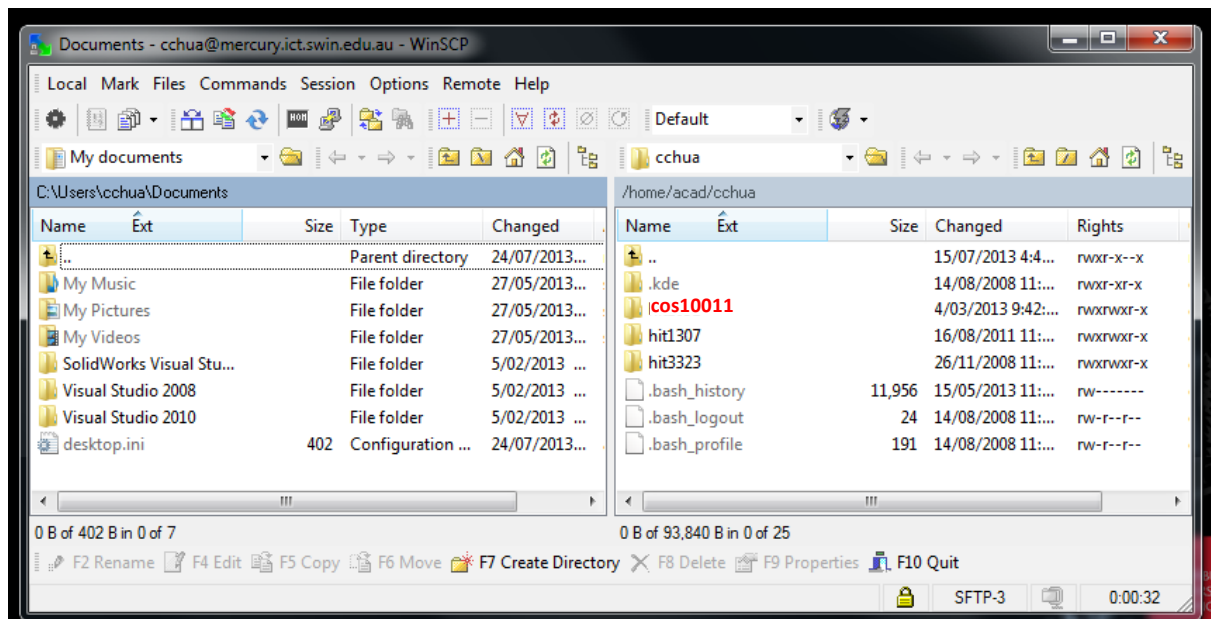 Documents - cchua@mercury.ict.swin.edu.au - WinSCP
Local Mark Files Commands Session Options Remote Help
Default
My documents cchua
C:\Users\cchua\Documents /home/acad/cchua
Name Ext Size Type Changed Name Ext Size Changed Rights
.. Parent directory 24/07/2013... .. 15/07/2013 4:4... rwxr-x--x
My Music File folder 27/05/2013... .kde 14/08/2008 11:... rwxr-xr-x
My Pictures File folder 27/05/2013... cos10011 4/03/2013 9:42:... rwxrwxr-x
My Videos File folder 27/05/2013... hit1307 16/08/2011 11:... rwxrwxr-x
SolidWorks Visual Stu... File folder 5/02/2013 ... hit3323 26/11/2008 11:... rwxrwxr-x
Visual Studio 2008 File folder 5/02/2013 ... .bash_history 11,956 15/05/2013 11:... rw-------
Visual Studio 2010 File folder 5/02/2013 ... .bash_logout 24 14/08/2008 11:... rw-r--r--
desktop.ini 402 Configuration ... 24/07/2013... .bash_profile 191 14/08/2008 11:... rw-r--r--
0 B of 402 B in 0 of 7 0 B of 93,840 B in 0 of 25
F2 Rename F4 Edit F5 Copy F6 Move F7 Create Directory F8 Delete F9 Properties F10 Quit
SFTP-3 0:00:32